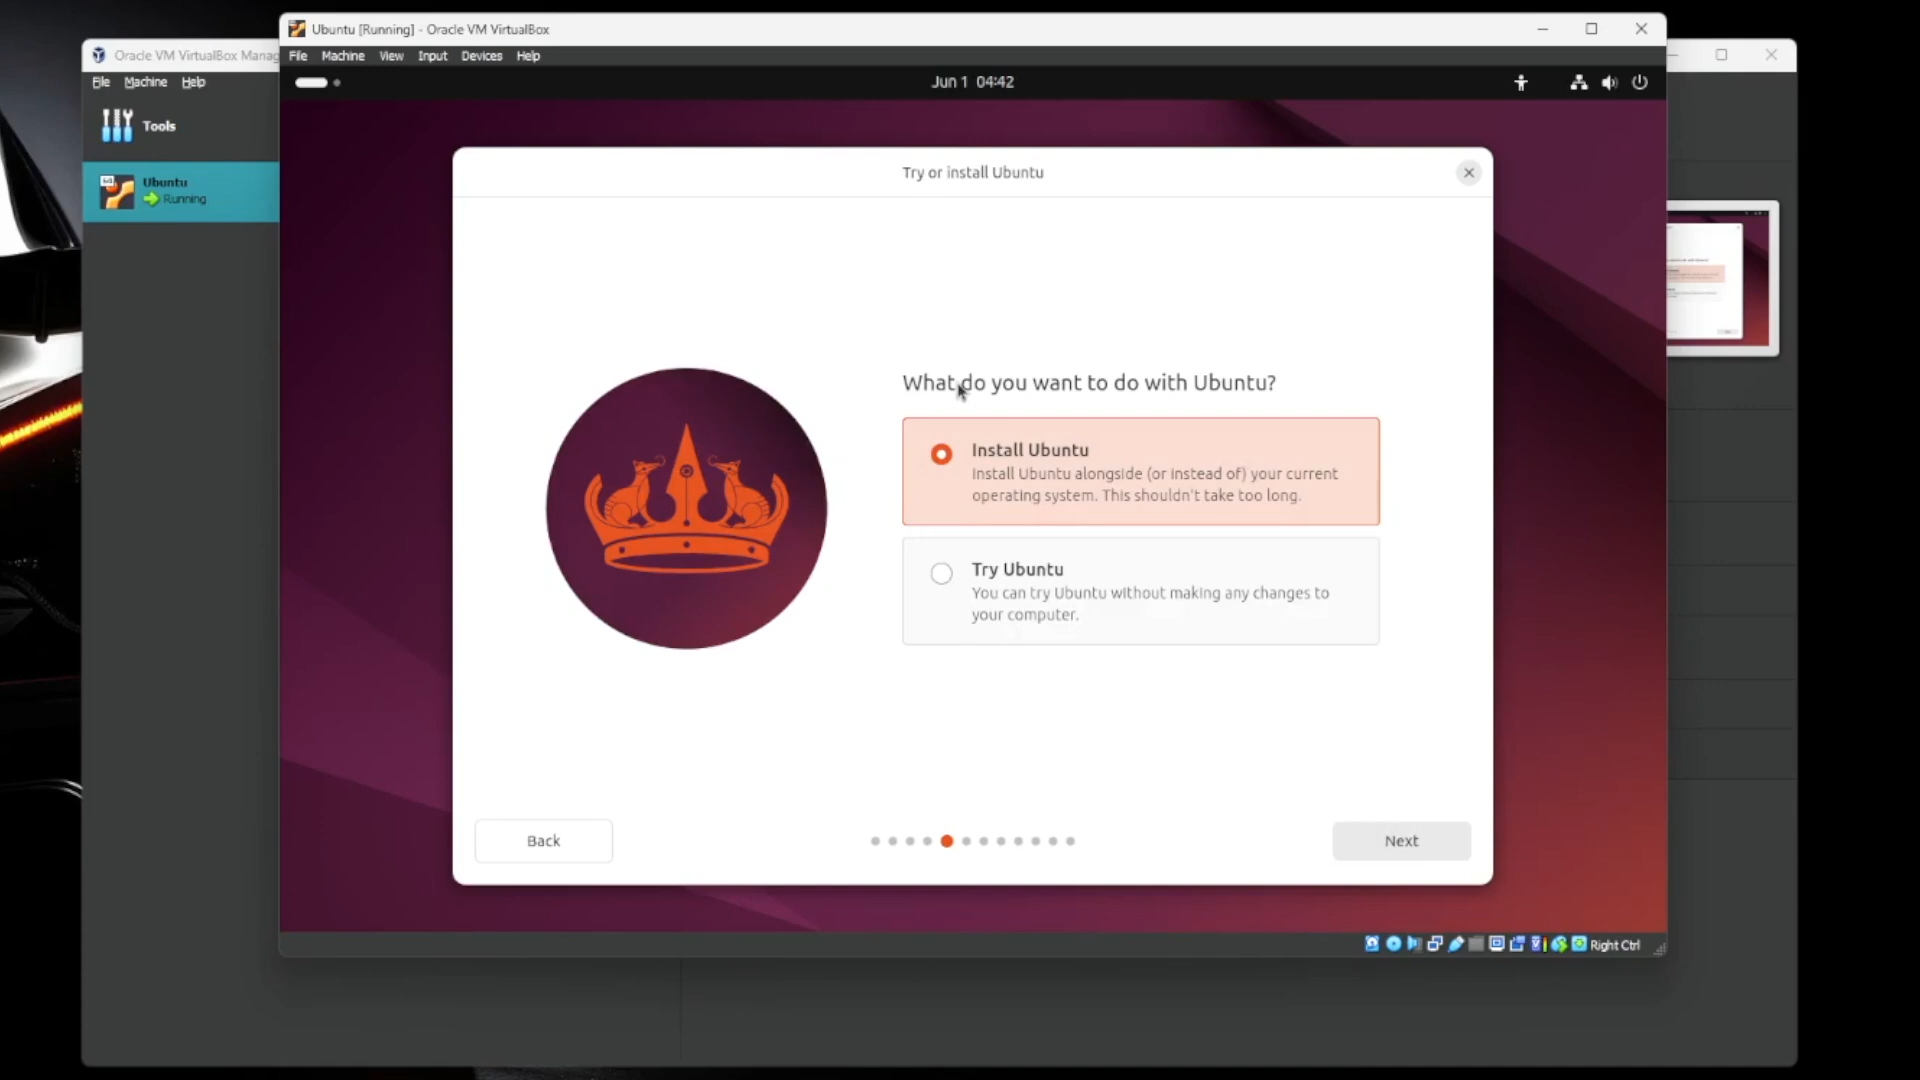 Ubuntu [Running] - Oracle VM VirtualBox
File Machine View Input Devices Help
Oracle VM VirtualBox Manag
File Machine Help
Tools
Ubuntu
Running
Jun 1 04:42
Try or install Ubuntu
What do you want to do with Ubuntu?
Install Ubuntu
Install Ubuntu alongside (or instead of) your current
operating system. This shouldn't take too long.
Try Ubuntu
You can try Ubuntu without making any changes to
your computer.
Back
Next
Right Ctrl